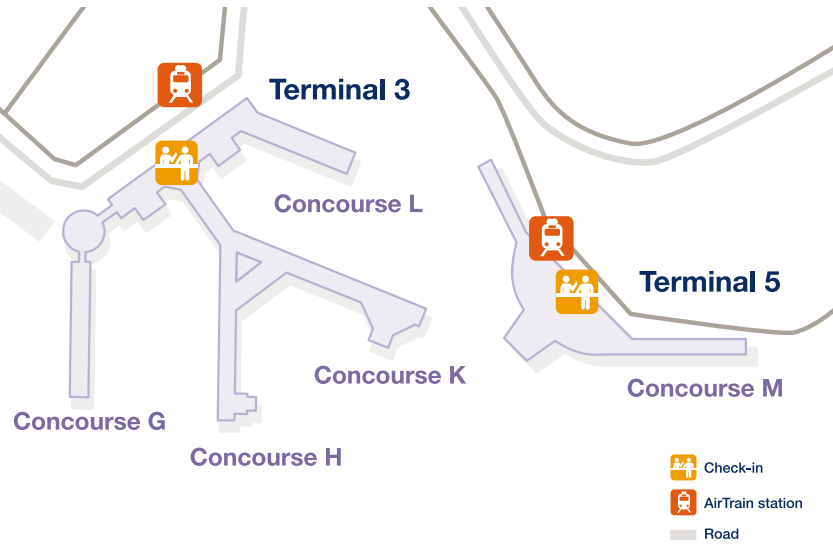 Terminal 3
Concourse L
Terminal 5
Concourse K
Concourse M
Concourse G
Concourse H
Check-in
AirTrain station
Road